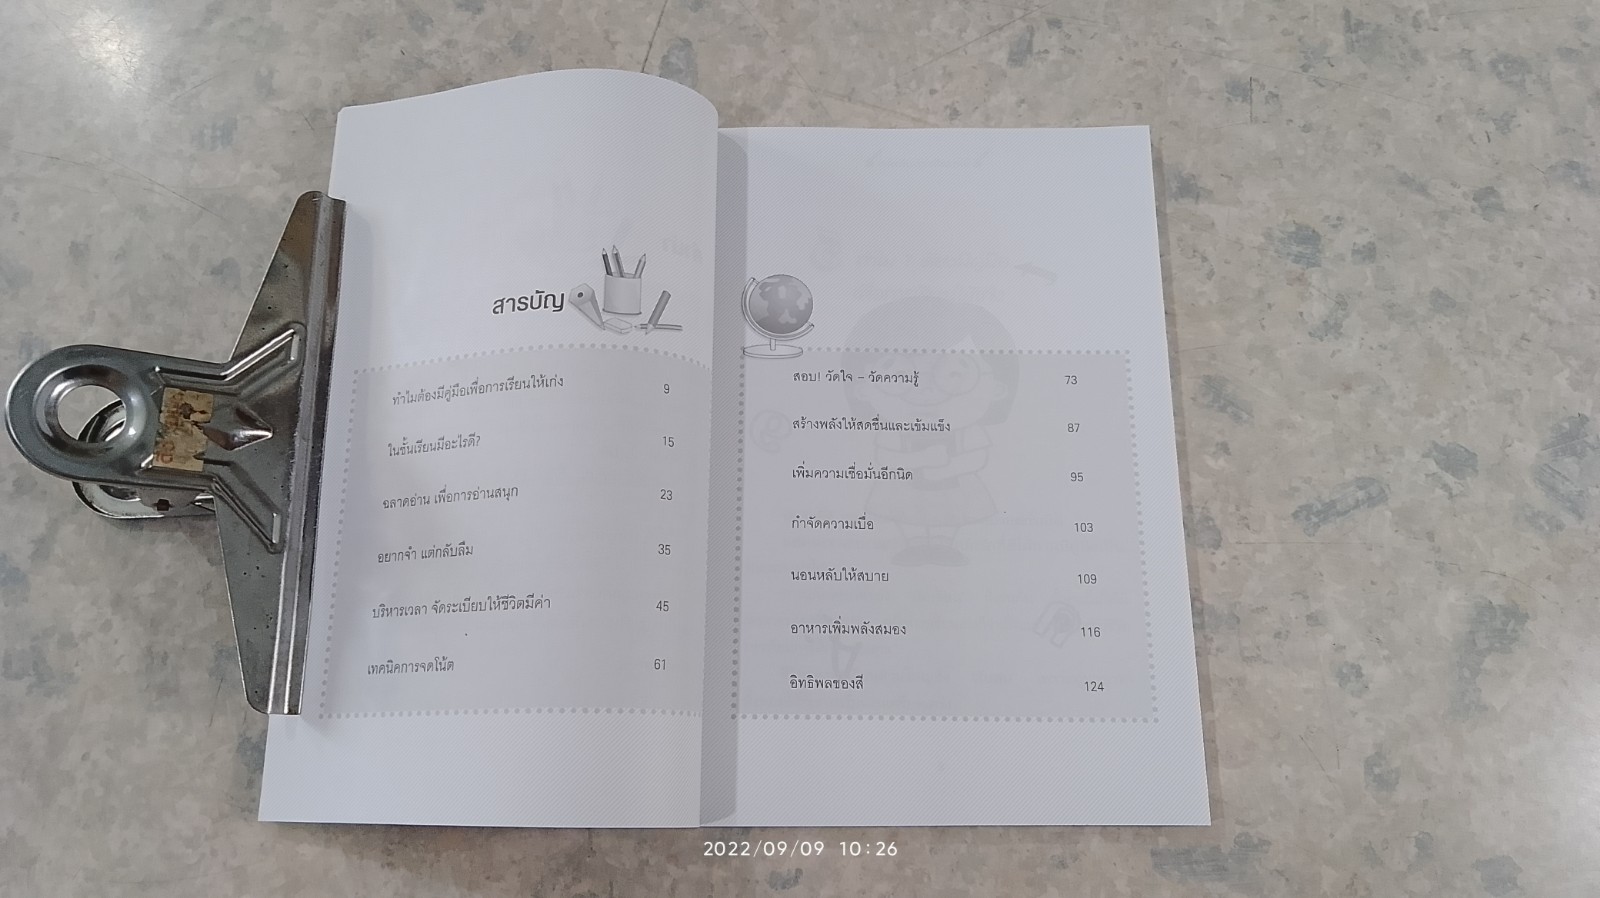 สารบัญ
ทำไมต้องมีคู่มือเพื่อการเรียนให้เก่ง 9
ในชั้นเรียนมีอะไรดี? 15
ฉลาดอ่าน เพื่อการอ่านสนุก 23
อยากจำ แต่กลับลืม 35
บริหารเวลา จัดระเบียบให้ชีวิตมีค่า 45
เทคนิคการจดโน้ต 61
สอบ! วัดใจ – วัดความรู้ 73
สร้างพลังให้สดชื่นและเข้มแข็ง 87
เพิ่มความเชื่อมั่นอีกนิด 95
กำจัดความเบื่อ 103
นอนหลับให้สบาย 109
อาหารเพิ่มพลังสมอง 116
อิทธิพลของสี 124
2022/09/09 10:26